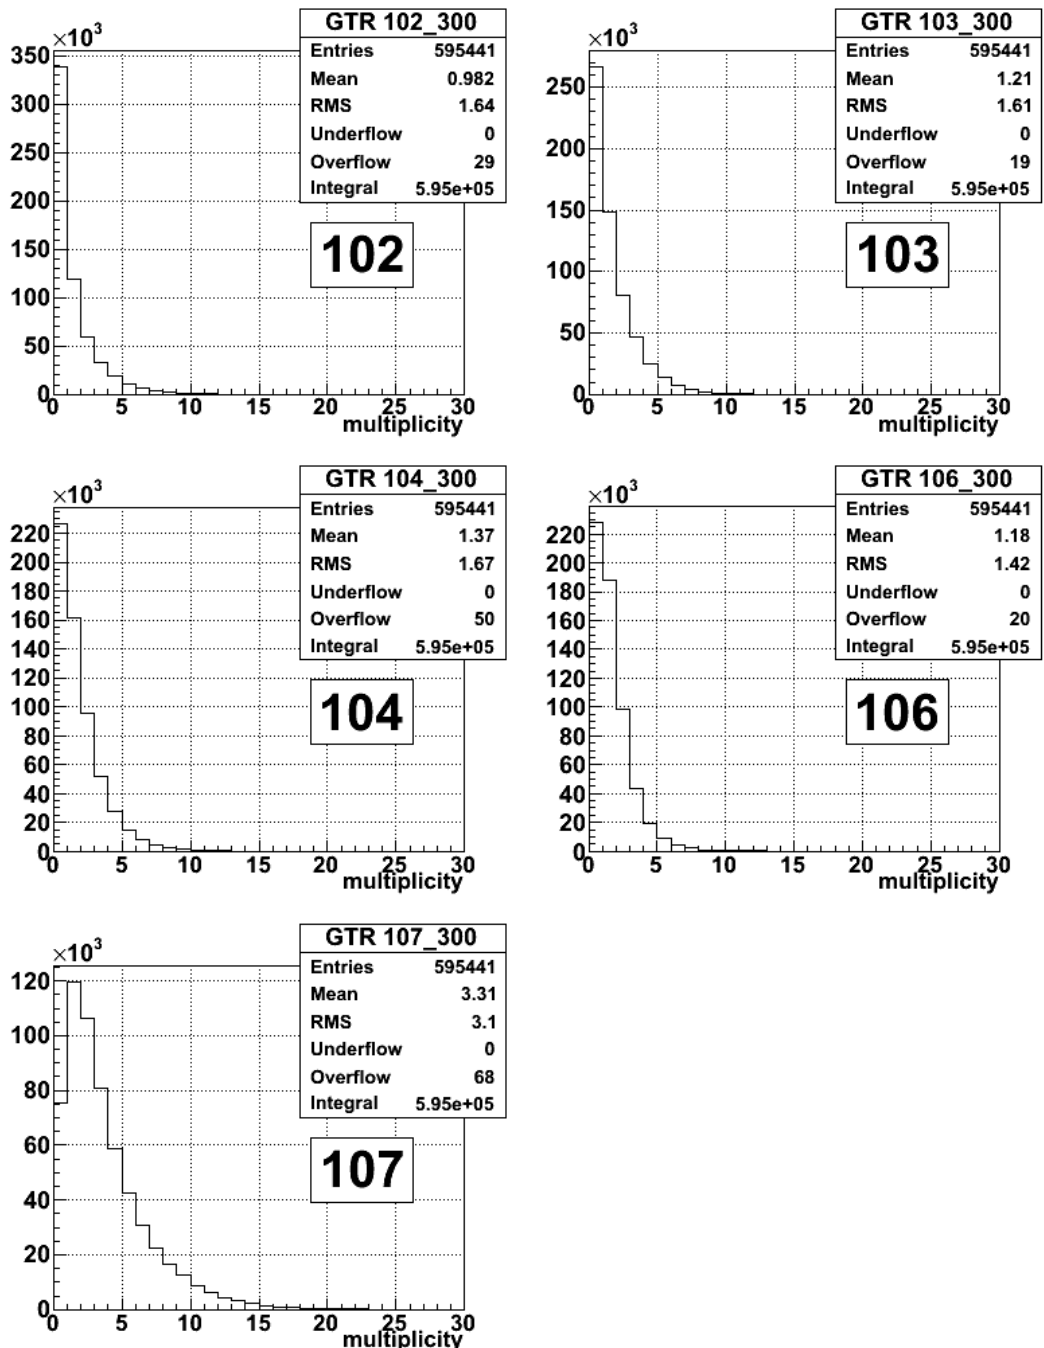 GTR 102_300
×10³
Entries 595441
Mean 0.982
RMS 1.64
Underflow 0
Overflow 29
Integral 5.95e+05
102
350
300
250
200
150
100
50
0
0 5 10 15 20 25 30
multiplicity
GTR 103_300
×10³
Entries 595441
Mean 1.21
RMS 1.61
Underflow 0
Overflow 19
Integral 5.95e+05
103
250
200
150
100
50
0
0 5 10 15 20 25 30
multiplicity
GTR 104_300
×10³
Entries 595441
Mean 1.37
RMS 1.67
Underflow 0
Overflow 50
Integral 5.95e+05
104
220
200
180
160
140
120
100
80
60
40
20
0
0 5 10 15 20 25 30
multiplicity
GTR 106_300
×10³
Entries 595441
Mean 1.18
RMS 1.42
Underflow 0
Overflow 20
Integral 5.95e+05
106
220
200
180
160
140
120
100
80
60
40
20
0
0 5 10 15 20 25 30
multiplicity
GTR 107_300
×10³
Entries 595441
Mean 3.31
RMS 3.1
Underflow 0
Overflow 68
Integral 5.95e+05
107
120
100
80
60
40
20
0
0 5 10 15 20 25 30
multiplicity